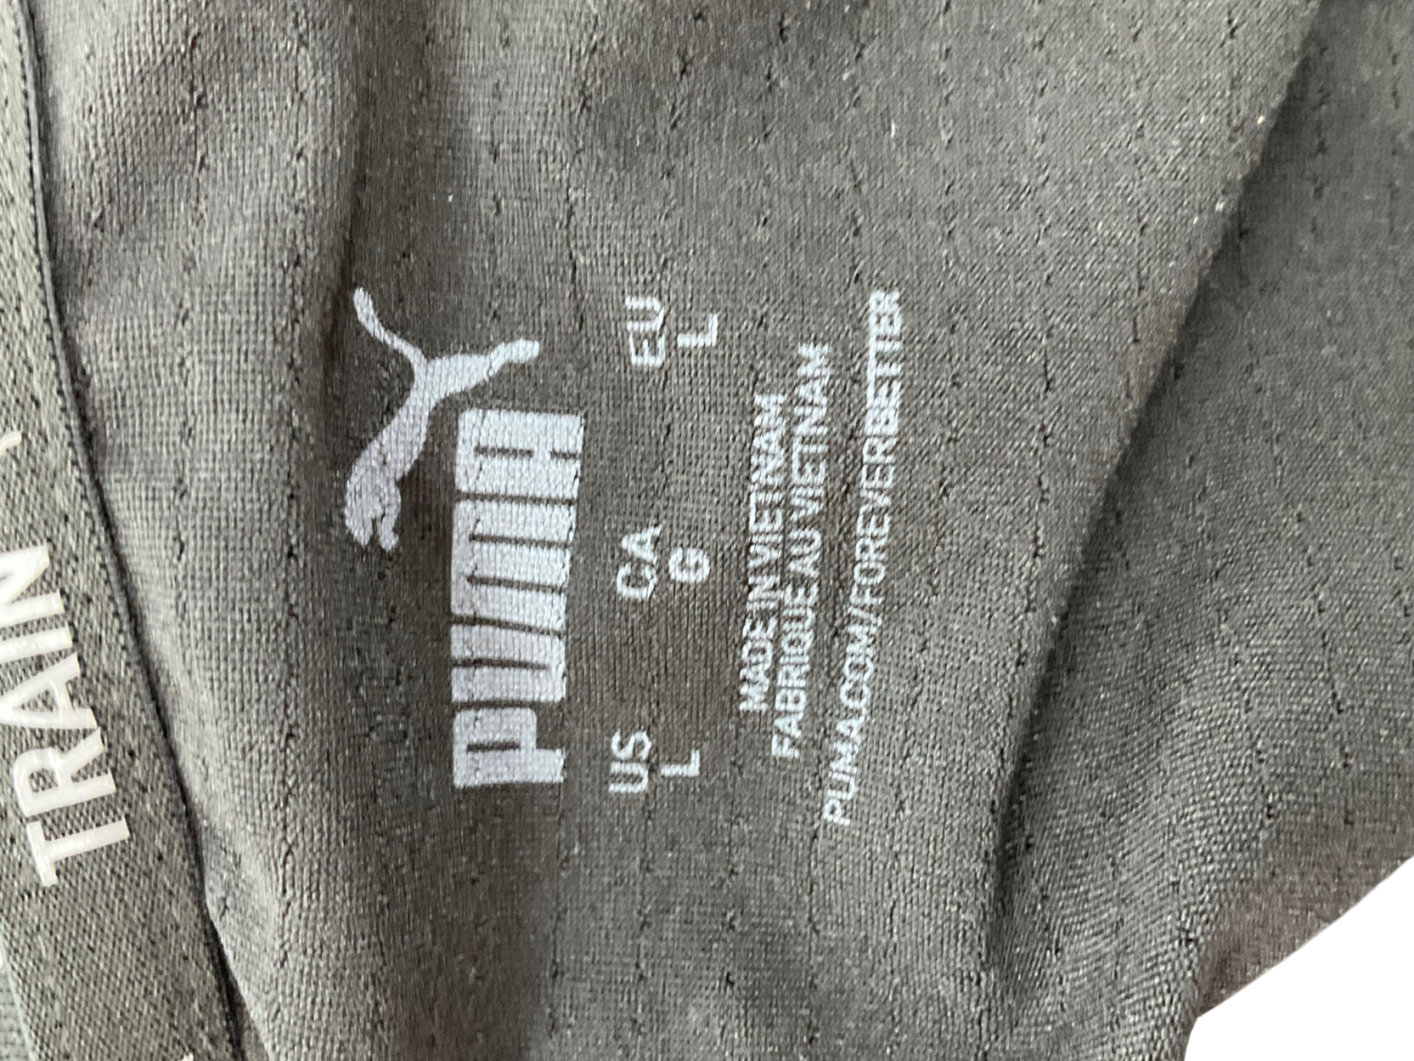 PUMA
US CA EU
L G L
MADE IN VIETNAM
FABRIQUÉ AU VIETNAM
PUMA.COM/FOREVERBETTER
TRAIN